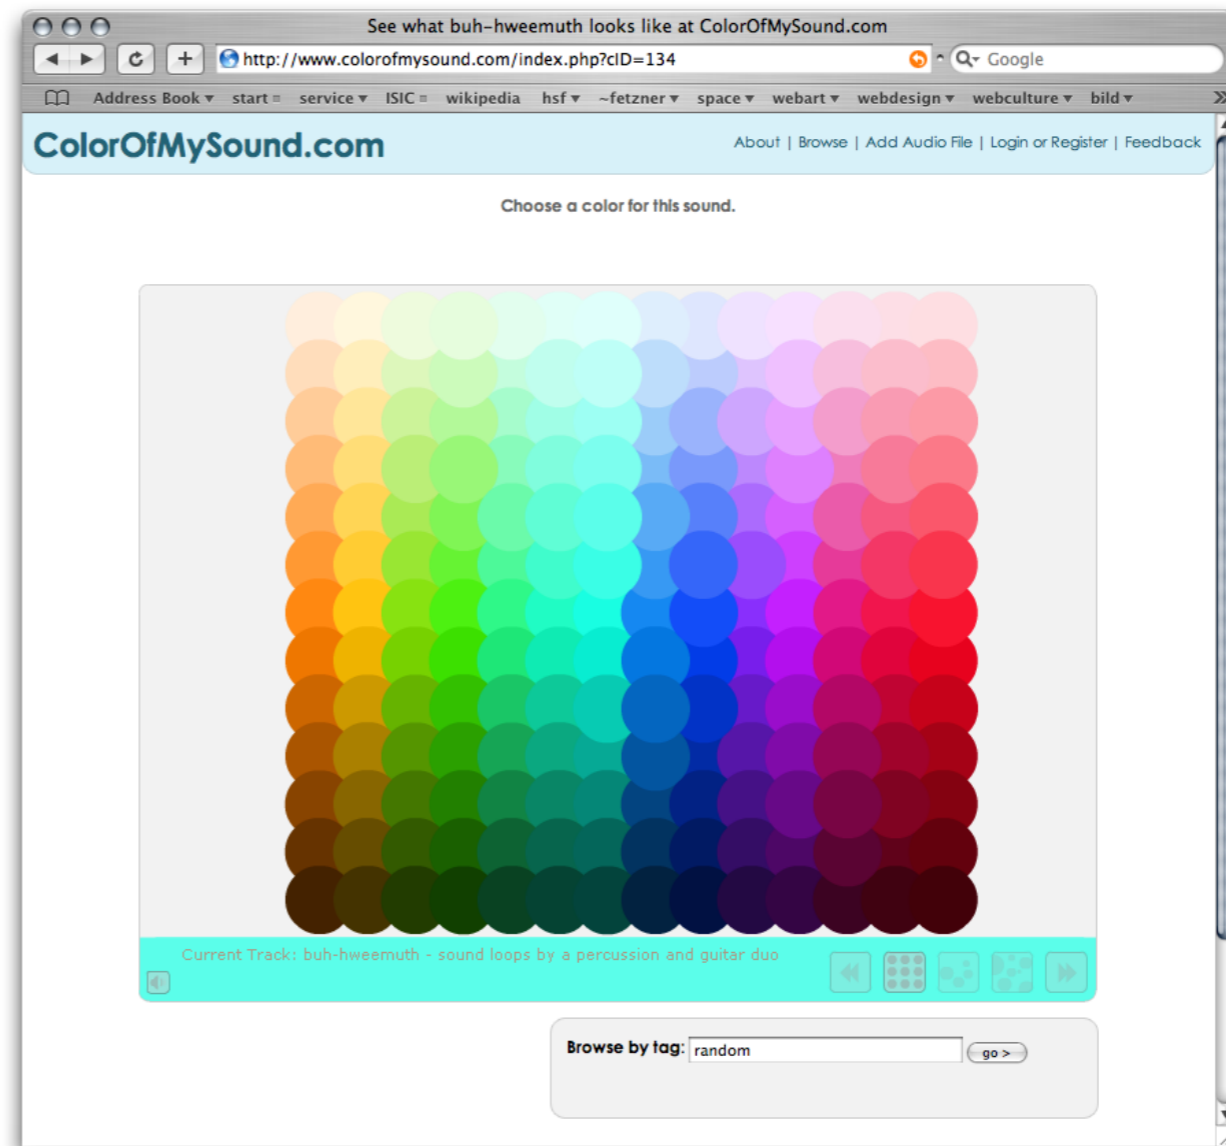 See what buh-hweemuth looks like at ColorOfMySound.com
http://www.colorofmysound.com/index.php?cID=134
Google
Address Book start service ISIC wikipedia hsf ~fetzner space webart webdesign webculture bild
ColorOfMySound.com
About | Browse | Add Audio File | Login or Register | Feedback
Choose a color for this sound.
Current Track: buh-hweemuth - sound loops by a percussion and guitar duo
Browse by tag: random go >